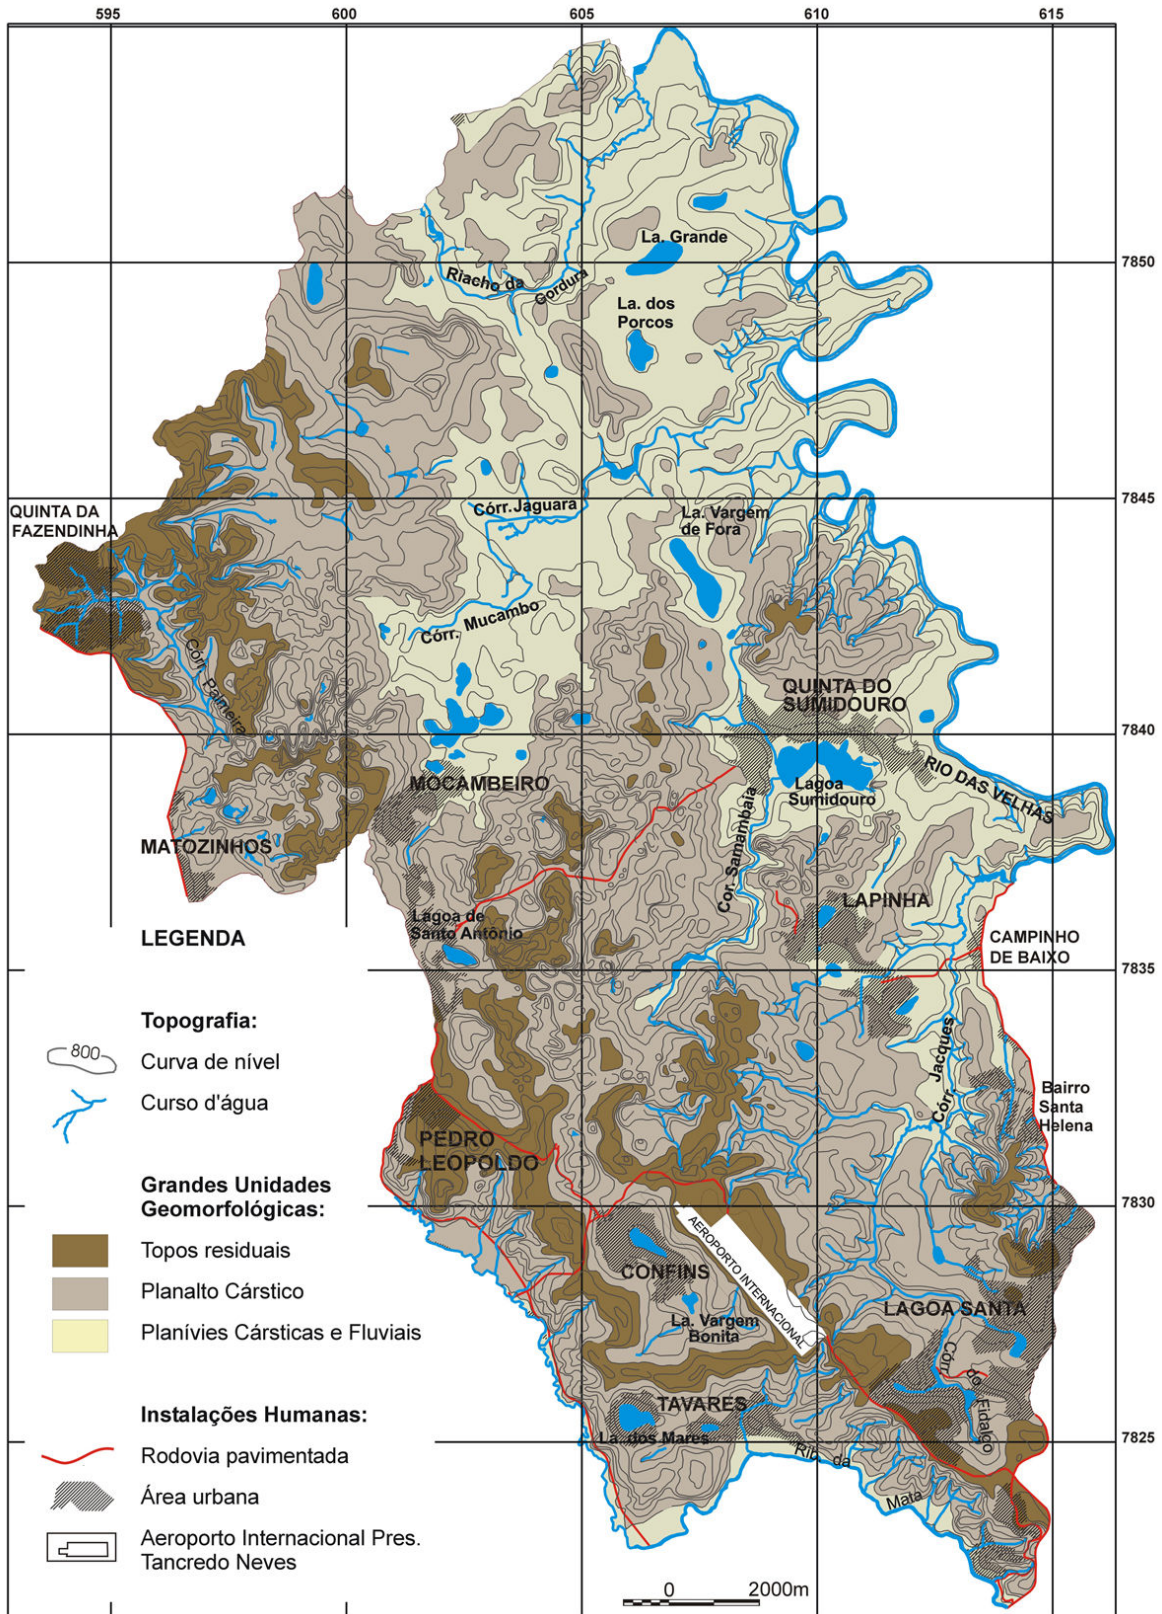 595 600 605 610 615
La. Grande
7850
Riacho da
Gordura
La. dos
Porcos
QUINTA DA
FAZENDINHA
Córr.Jaguara
La. Vargem
de Fora
7845
Córr. Mucambo
Córr. Palmeira
QUINTA DO
SUMIDOURO
7840
MOCAMBEIRO
Lagoa
Sumidouro
RIO DAS VELHAS
MATOZINHOS
Cor. Samambaia
LAPINHA
Lagoa de
Santo Antônio
CAMPINHO
DE BAIXO
7835
Córr. Jacques
Bairro
Santa
Helena
PEDRO
LEOPOLDO
7830
AEROPORTO INTERNACIONAL
CONFINS
LAGOA SANTA
La. Vargem
Bonita
Córr. do Fidalgo
TAVARES
La. dos Mares
7825
Rib. da
Mata
LEGENDA
Topografia:
800
Curva de nível
Curso d'água
Grandes Unidades
Geomorfológicas:
Topos residuais
Planalto Cárstico
Planívies Cársticas e Fluviais
Instalações Humanas:
Rodovia pavimentada
Área urbana
Aeroporto Internacional Pres.
Tancredo Neves
0 2000m